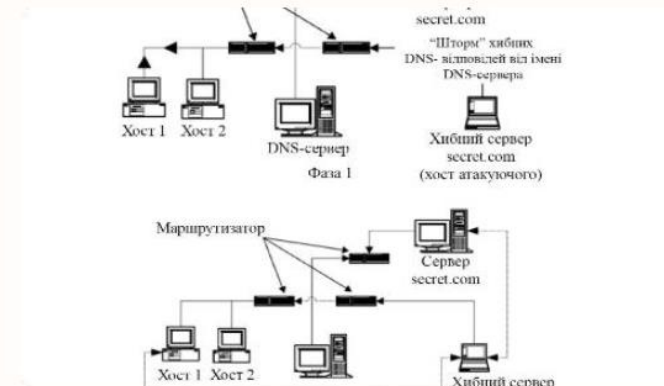 secret.com
“Шторм” хибних
DNS- відповідей від імені
DNS-сервера
Хост 1 Хост 2
DNS-сервер
Хибний сервер
secret.com
(хост атакуючого)
Фаза 1
Маршрутизатор
Сервер
secret.com
Хост 1 Хост 2
Хибний сервер